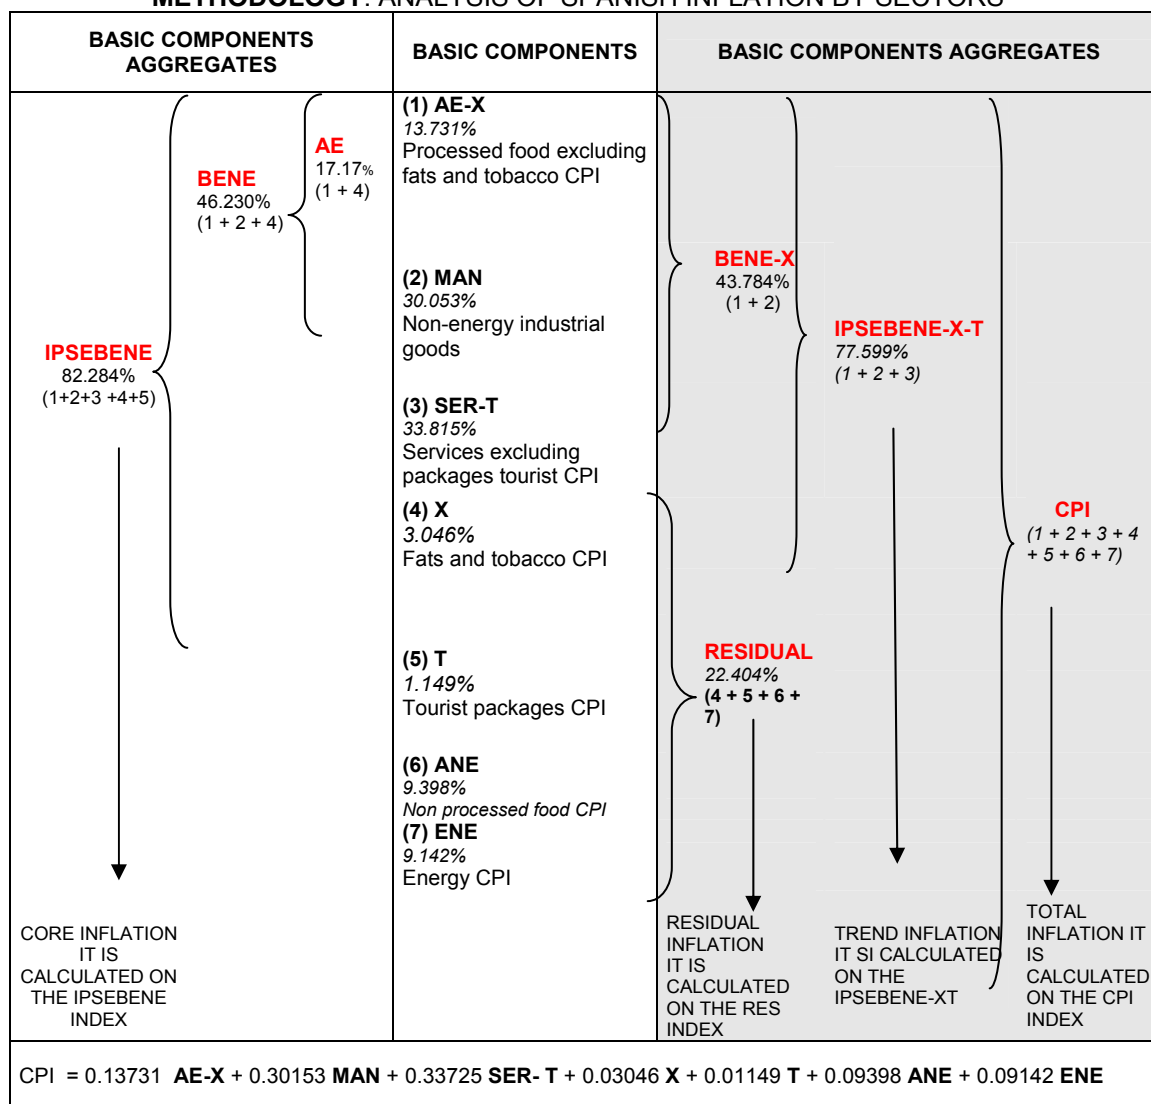 METHODOLOGY: ANALYSIS OF SPANISH INFLATION BY SECTORS
BASIC COMPONENTS
AGGREGATES
BASIC COMPONENTS
BASIC COMPONENTS AGGREGATES
IPSEBENE
82.284%
(1+2+3 +4+5)
BENE
46.230%
(1 + 2 + 4)
AE
17.17%
(1 + 4)
CORE INFLATION
IT IS
CALCULATED ON
THE IPSEBENE
INDEX
(1) AE-X
13.731%
Processed food excluding
fats and tobacco CPI
(2) MAN
30.053%
Non-energy industrial
goods
(3) SER-T
33.815%
Services excluding
packages tourist CPI
(4) X
3.046%
Fats and tobacco CPI
(5) T
1.149%
Tourist packages CPI
(6) ANE
9.398%
Non processed food CPI
(7) ENE
9.142%
Energy CPI
BENE-X
43.784%
(1 + 2)
RESIDUAL
22.404%
(4 + 5 + 6 +
7)
RESIDUAL
INFLATION
IT IS
CALCULATED
ON THE RES
INDEX
IPSEBENE-X-T
77.599%
(1 + 2 + 3)
TREND INFLATION
IT SI CALCULATED
ON THE
IPSEBENE-XT
CPI
(1 + 2 + 3 + 4
+ 5 + 6 + 7)
TOTAL
INFLATION IT
IS
CALCULATED
ON THE CPI
INDEX
CPI = 0.13731 AE-X + 0.30153 MAN + 0.33725 SER- T + 0.03046 X + 0.01149 T + 0.09398 ANE + 0.09142 ENE